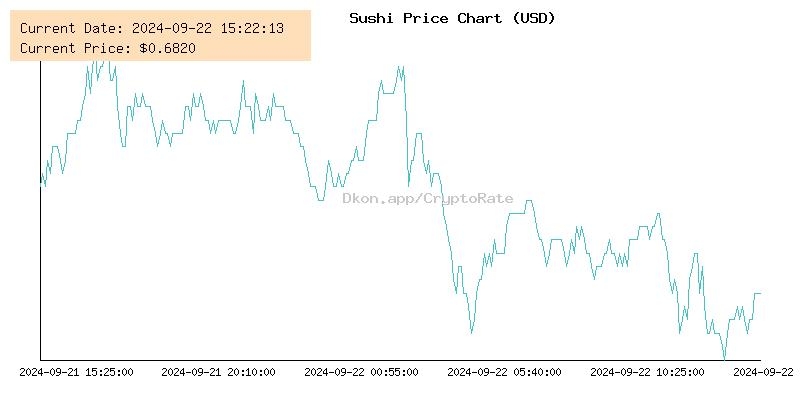 Sushi Price Chart (USD)
Current Date: 2024-09-22 15:22:13
Current Price: $0.6820
Dkon.app/CryptoRate
2024-09-21 15:25:00 2024-09-21 20:10:00 2024-09-22 00:55:00 2024-09-22 05:40:00 2024-09-22 10:25:00 2024-09-22